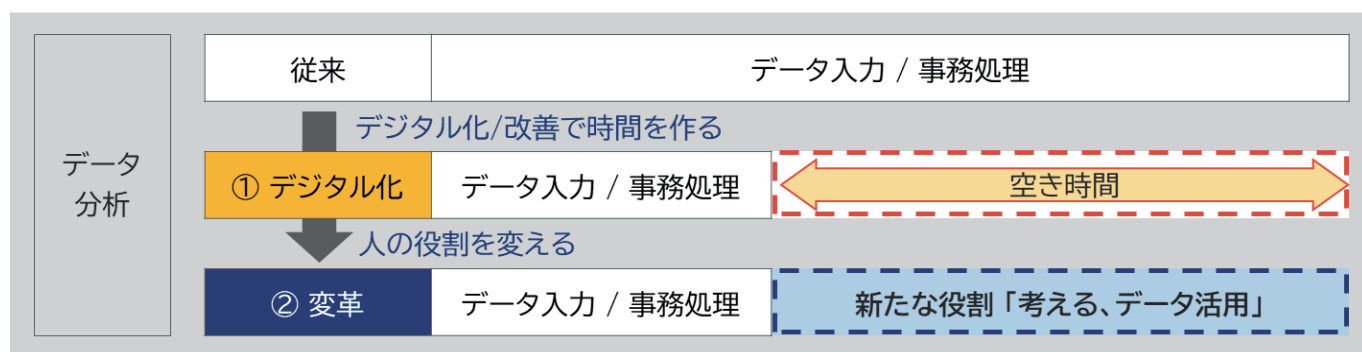 データ
分析
従来
データ入力 / 事務処理
デジタル化/改善で時間を作る
① デジタル化
データ入力 / 事務処理
空き時間
人の役割を変える
② 変革
データ入力 / 事務処理
新たな役割「考える、データ活用」